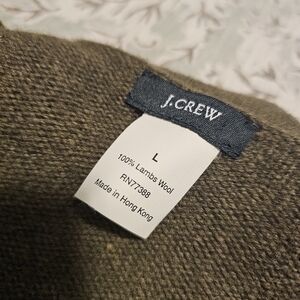 J.CREW
L
100% Lambs Wool
RN77388
Made in Hong Kong